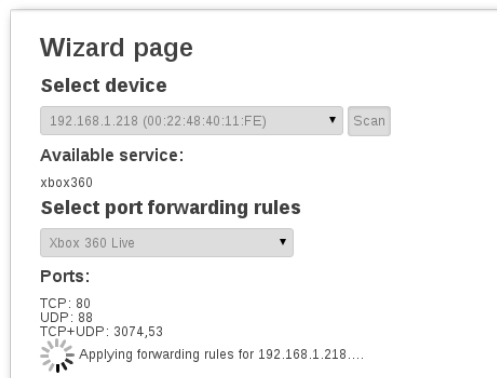 Wizard page
Select device
192.168.1.218 (00:22:48:40:11:FE)
Scan
Available service:
xbox360
Select port forwarding rules
Xbox 360 Live
Ports:
TCP: 80
UDP: 88
TCP+UDP: 3074,53
Applying forwarding rules for 192.168.1.218....